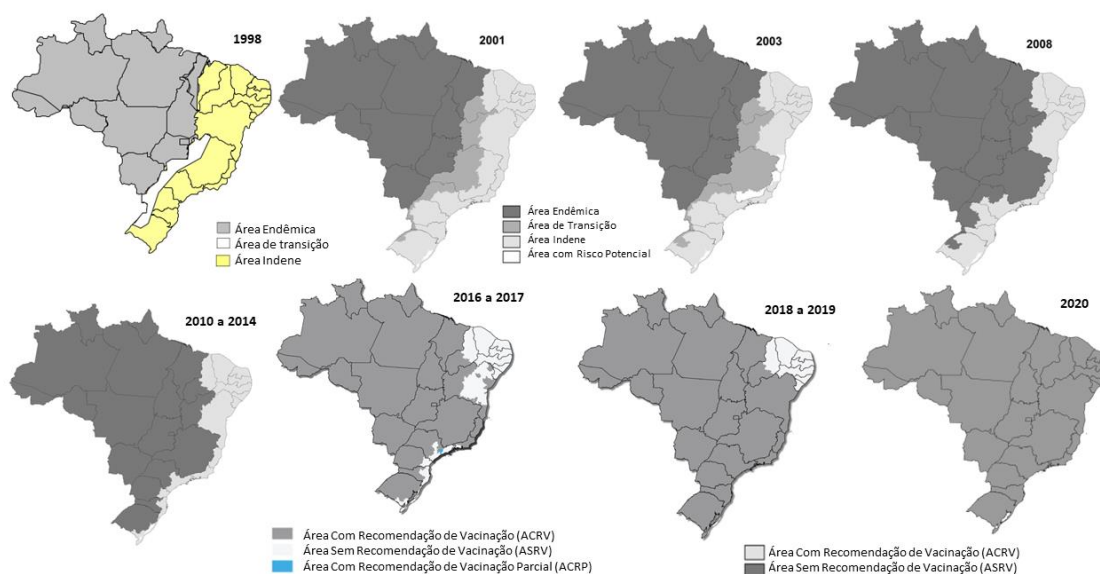 1998
2001
2003
2008
Área Endêmica
Área de transição
Área Indene
Área Endêmica
Área de Transição
Área Indene
Área com Risco Potencial
2010 a 2014
2016 a 2017
2018 a 2019
2020
Área Com Recomendação de Vacinação (ACRV)
Área Sem Recomendação de Vacinação (ASRV)
Área Com Recomendação de Vacinação Parcial (ACRP)
Área Com Recomendação de Vacinação (ACRV)
Área Sem Recomendação de Vacinação (ASRV)